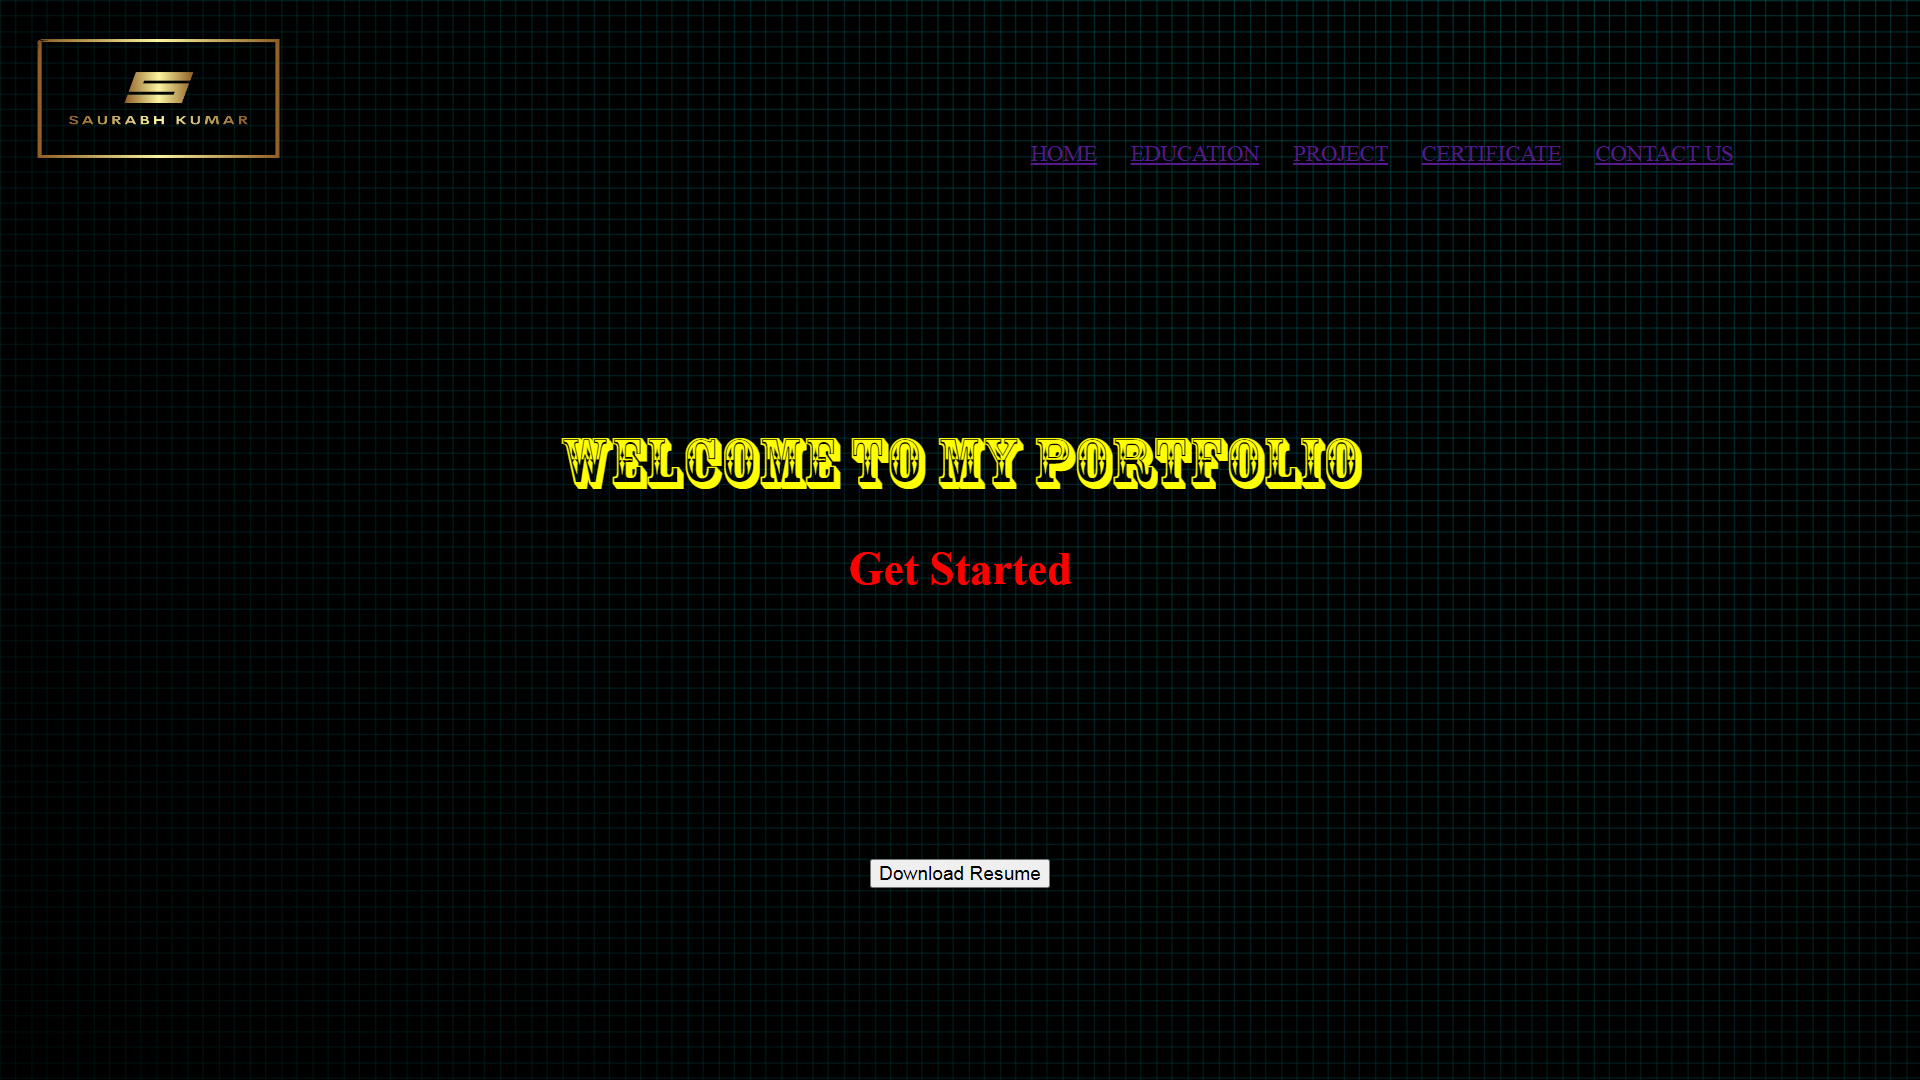 SAURABH KUMAR
HOME EDUCATION PROJECT CERTIFICATE CONTACT US
WELCOME TO MY PORTFOLIO
Get Started
Download Resume